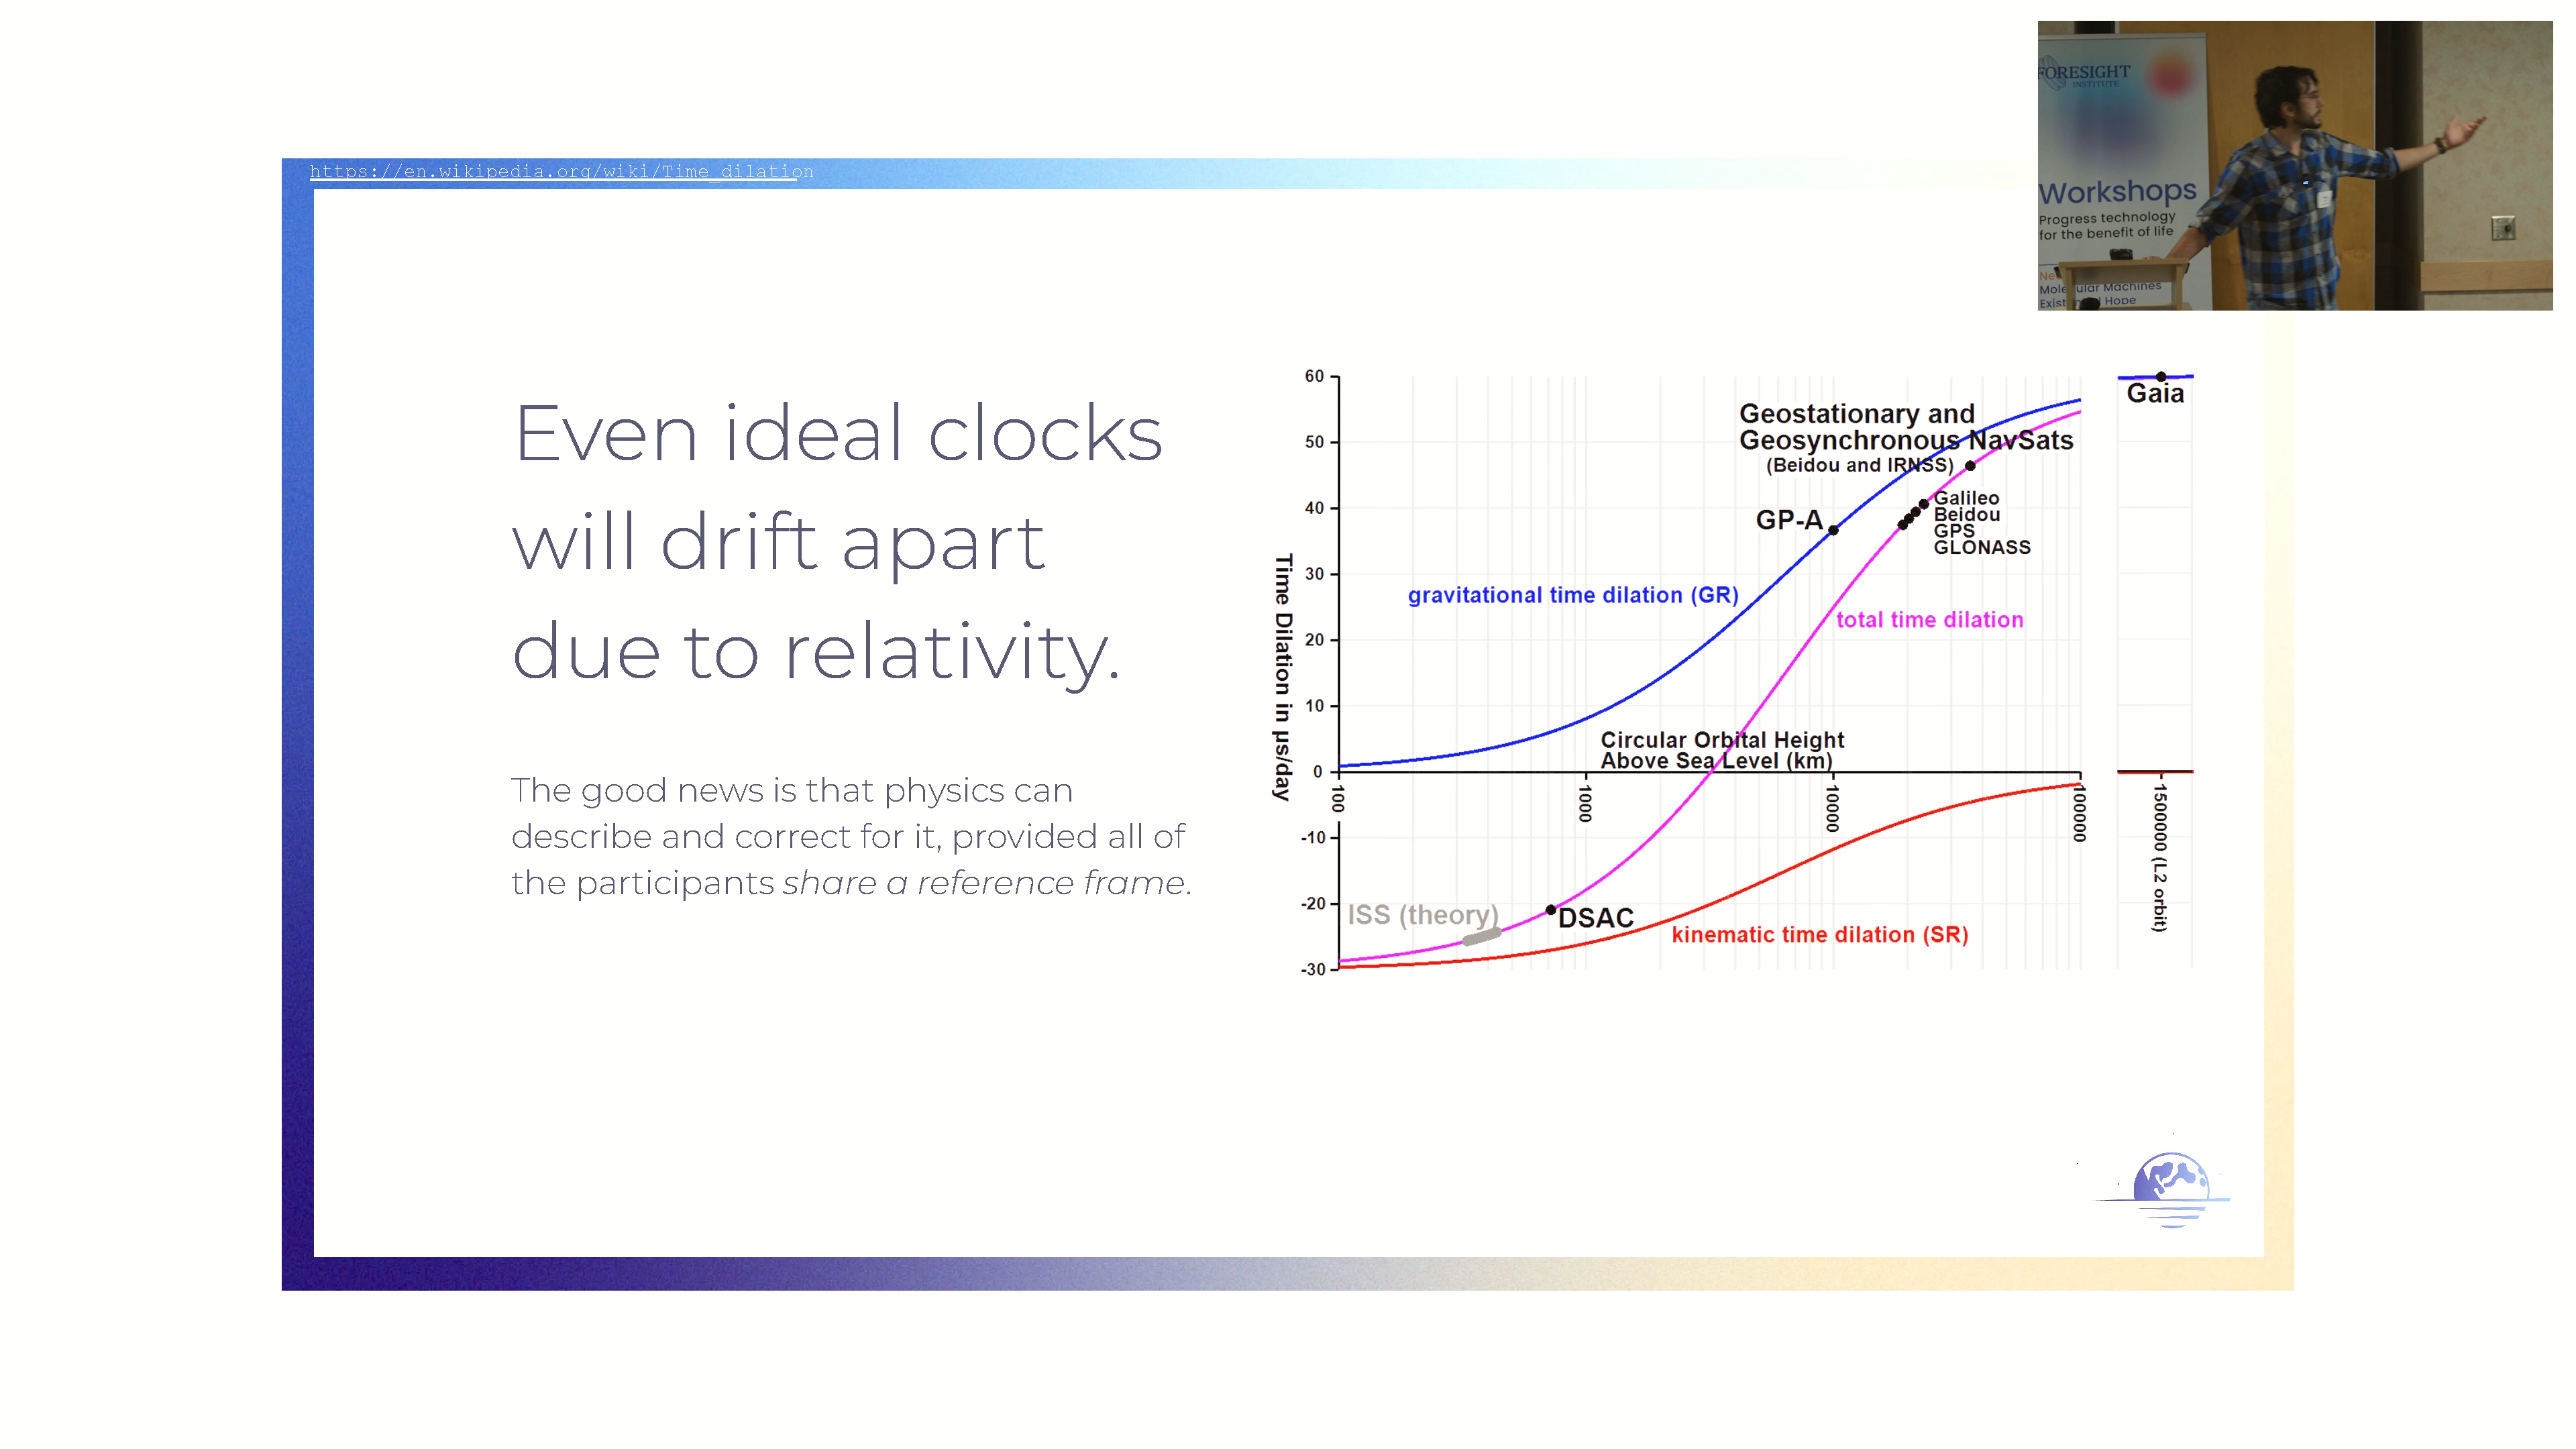 https://en.wikipedia.org/wiki/Time_dilation
FORESIGHT
INSTITUTE
Workshops
Progress technology
for the benefit of life
Molecular Machines
Hope
Even ideal clocks
will drift apart
due to relativity.
The good news is that physics can
describe and correct for it, provided all of
the participants share a reference frame.
Time Dilation in µs/day
60
50
40
30
20
10
0
-10
-20
-30
Geostationary and
Geosynchronous NavSats
(Beidou and IRNSS)
Galileo
Beidou
GPS
GLONASS
GP-A
gravitational time dilation (GR)
total time dilation
Circular Orbital Height
Above Sea Level (km)
100
1000
10000
100000
ISS (theory)
DSAC
kinematic time dilation (SR)
Gaia
1500000 (L2 orbit)